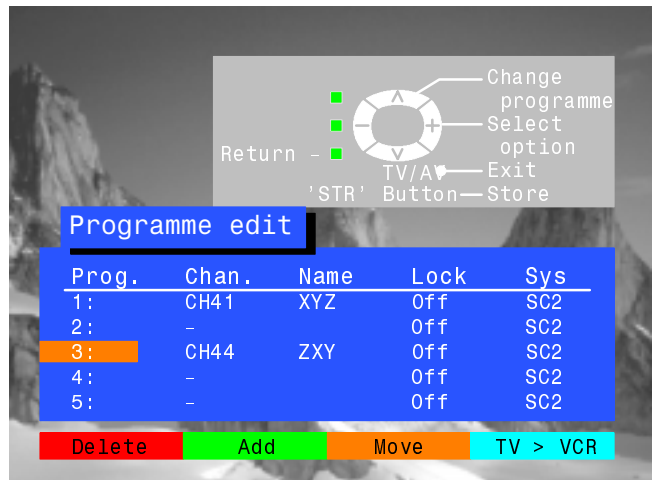 Change
programme
Select
option
Return –
TV/AV
Exit
'STR' Button
Store
Programme edit
Prog. Chan. Name Lock Sys
1: CH41 XYZ Off SC2
2: – Off SC2
3: CH44 ZXY Off SC2
4: – Off SC2
5: – Off SC2
Delete Add Move TV > VCR